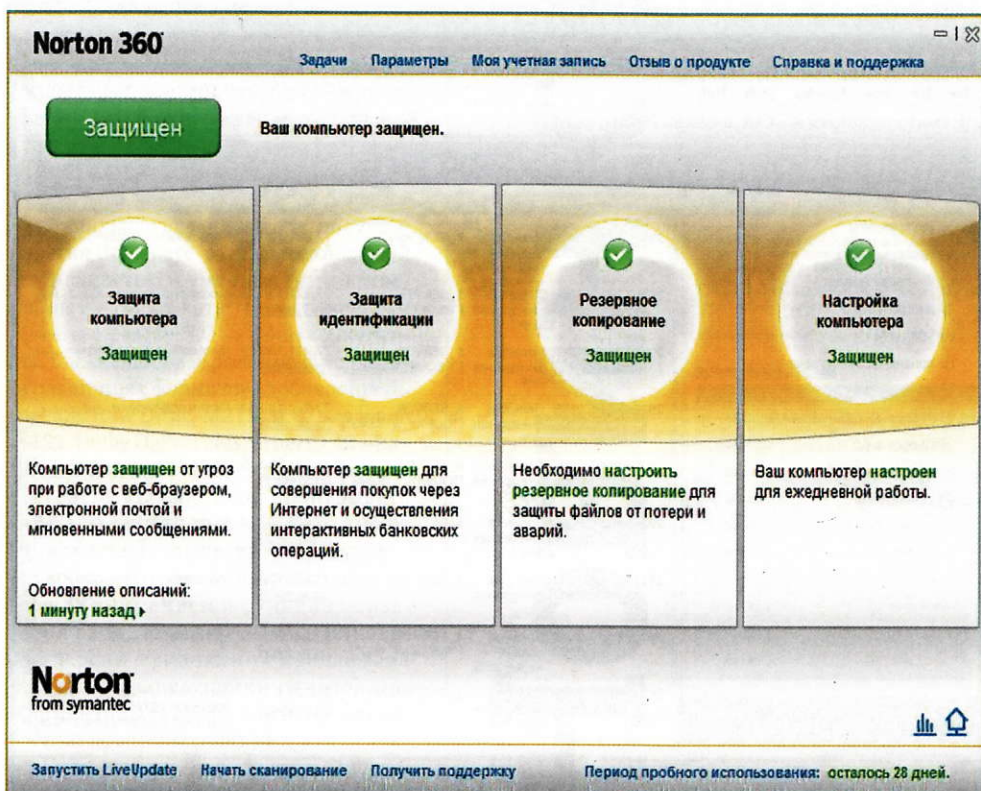 Norton 360
Задачи Параметры Моя учетная запись Отзыв о продукте Справка и поддержка
Защищен
Ваш компьютер защищен.
Защита
компьютера
Защищен
Компьютер защищен от угроз
при работе с веб-браузером,
электронной почтой и
мгновенными сообщениями.
Обновление описаний:
1 минуту назад
Защита
идентификации
Защищен
Компьютер защищен для
совершения покупок через
Интернет и осуществления
интерактивных банковских
операций.
Резервное
копирование
Защищен
Необходимо настроить
резервное копирование для
защиты файлов от потери и
аварий.
Настройка
компьютера
Защищен
Ваш компьютер настроен
для ежедневной работы.
Norton
from symantec
Запустить LiveUpdate Начать сканирование Получить поддержку Период пробного использования: осталось 28 дней.